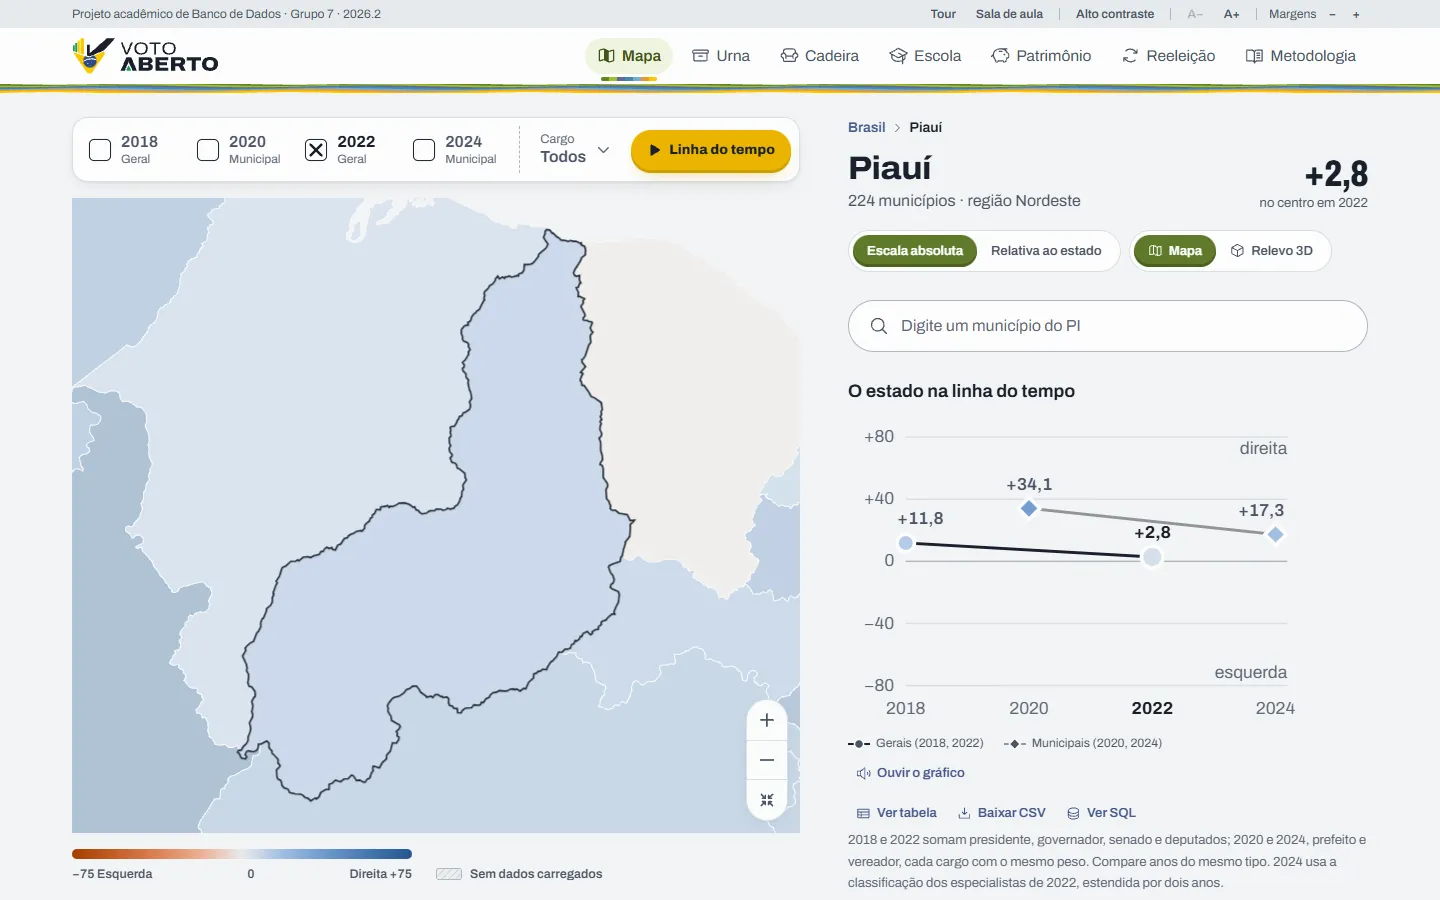 Projeto acadêmico de Banco de Dados · Grupo 7 · 2026.2
Tour
Sala de aula
Alto contraste
A−
A+
Margens
−
+
VOTO
ABERTO
Mapa
Urna
Cadeira
Escola
Patrimônio
Reeleição
Metodologia
2018
Geral
2020
Municipal
2022
Geral
2024
Municipal
Cargo
Todos
Linha do tempo
−75 Esquerda
0
Direita +75
Sem dados carregados
Brasil
Piauí
Piauí
+2,8
224 municípios · região Nordeste
no centro em 2022
Escala absoluta
Relativa ao estado
Mapa
Relevo 3D
Digite um município do PI
O estado na linha do tempo
+80
direita
+34,1
+40
+11,8
+17,3
+2,8
0
−40
esquerda
−80
2018
2020
2022
2024
Gerais (2018, 2022)
Municipais (2020, 2024)
Ouvir o gráfico
Ver tabela
Baixar CSV
Ver SQL
2018 e 2022 somam presidente, governador, senado e deputados; 2020 e 2024, prefeito e
vereador, cada cargo com o mesmo peso. Compare anos do mesmo tipo. 2024 usa a
classificação dos especialistas de 2022, estendida por dois anos.